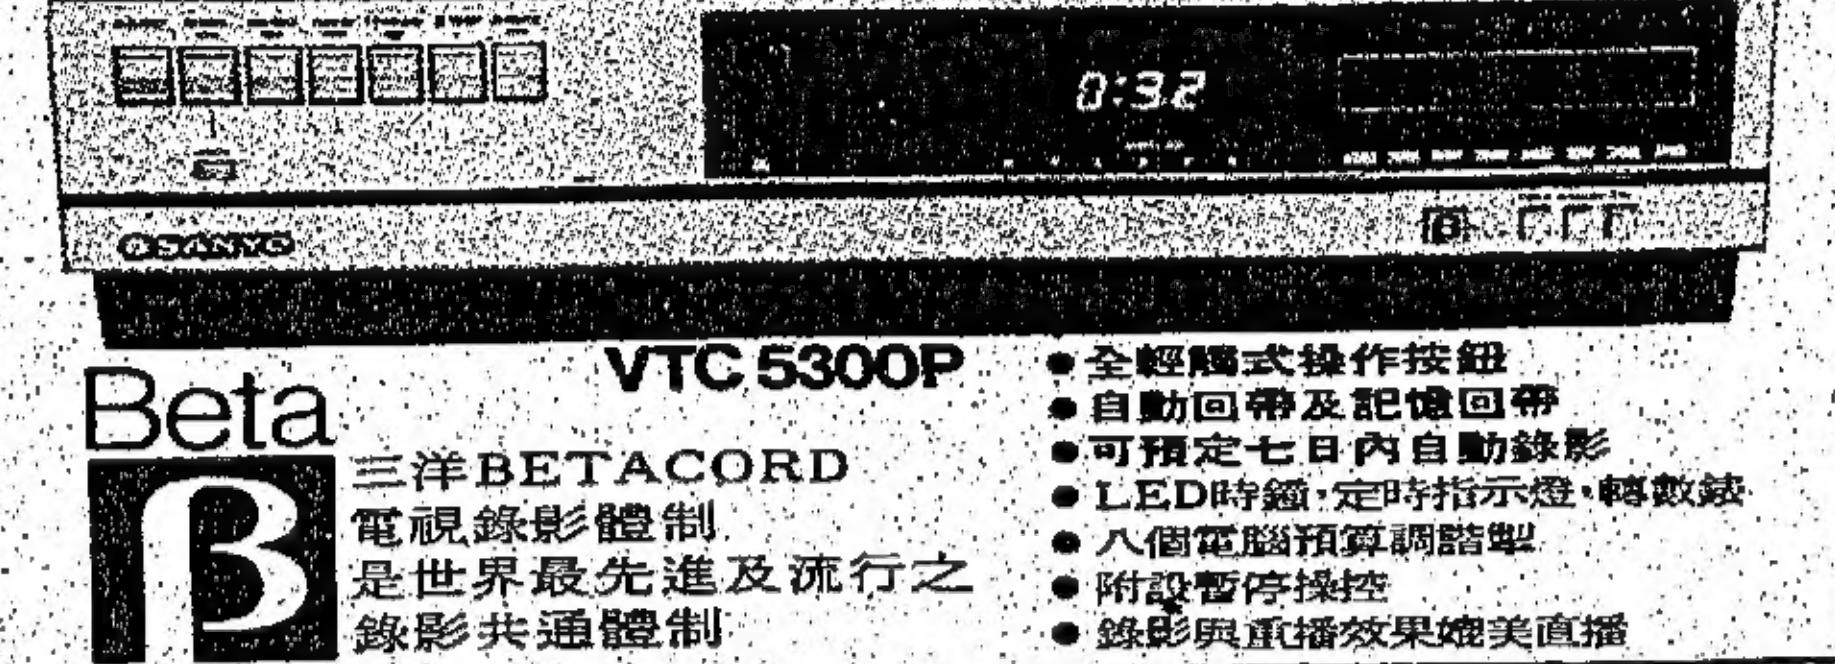 0:32
SANYO
VTC 5300P
Beta
β
三洋BETACORD
電視錄影體制
是世界最先進及流行之
錄影共通體制
● 全輕觸式操作按鈕
● 自動回帶及記憶回帶
● 可預定七日內自動錄影
● LED時鐘·定時指示燈·轉數錶
● 八個電腦預算調諧掣
● 附設暫停操控
● 錄影與重播效果媲美直播